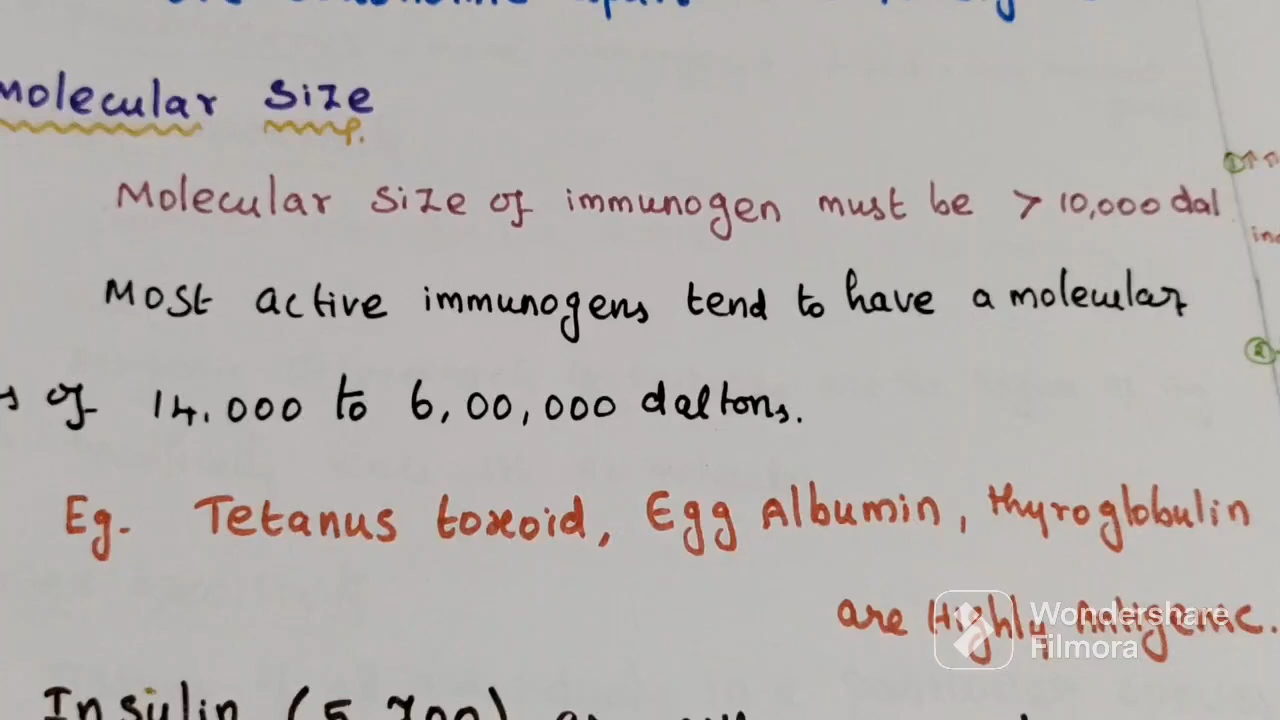 Molecular Size
Molecular size of immunogen must be > 10,000 dal
Most active immunogens tend to have a molecular
s of 14.000 to 6,00,000 daltons.
Eg. Tetanus toxoid, Egg Albumin, thyroglobulin
are Highly Antigenic.
Wondershare
Filmora
Insulin (5,700)